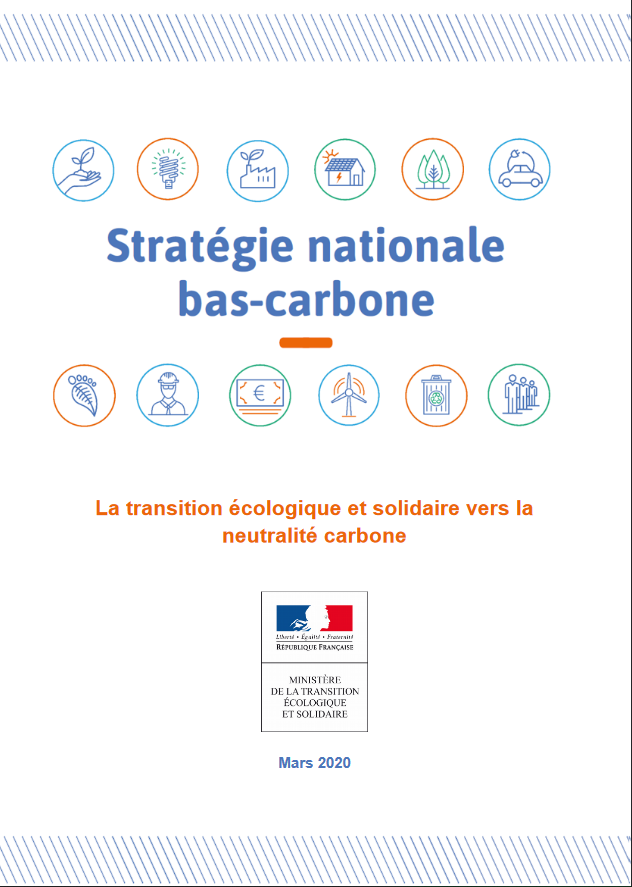 Stratégie nationale
bas-carbone
€
La transition écologique et solidaire vers la
neutralité carbone
Liberté • Égalité • Fraternité
RÉPUBLIQUE FRANÇAISE
MINISTÈRE
DE LA TRANSITION
ÉCOLOGIQUE
ET SOLIDAIRE
Mars 2020